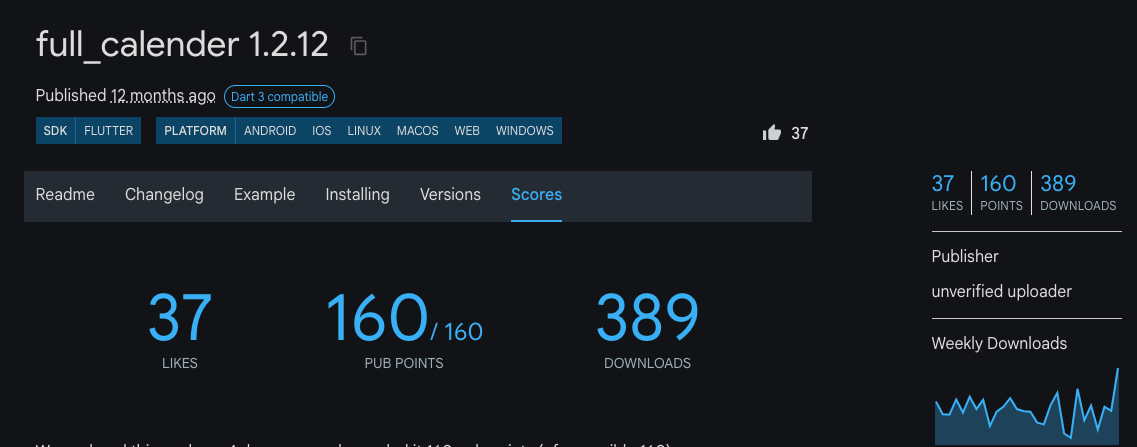 full_calender 1.2.12
Published 12 months ago Dart 3 compatible
SDK FLUTTER PLATFORM ANDROID IOS LINUX MACOS WEB WINDOWS
37
Readme Changelog Example Installing Versions Scores
37
LIKES
160/ 160
PUB POINTS
389
DOWNLOADS
37 160 389
LIKES POINTS DOWNLOADS
Publisher
unverified uploader
Weekly Downloads